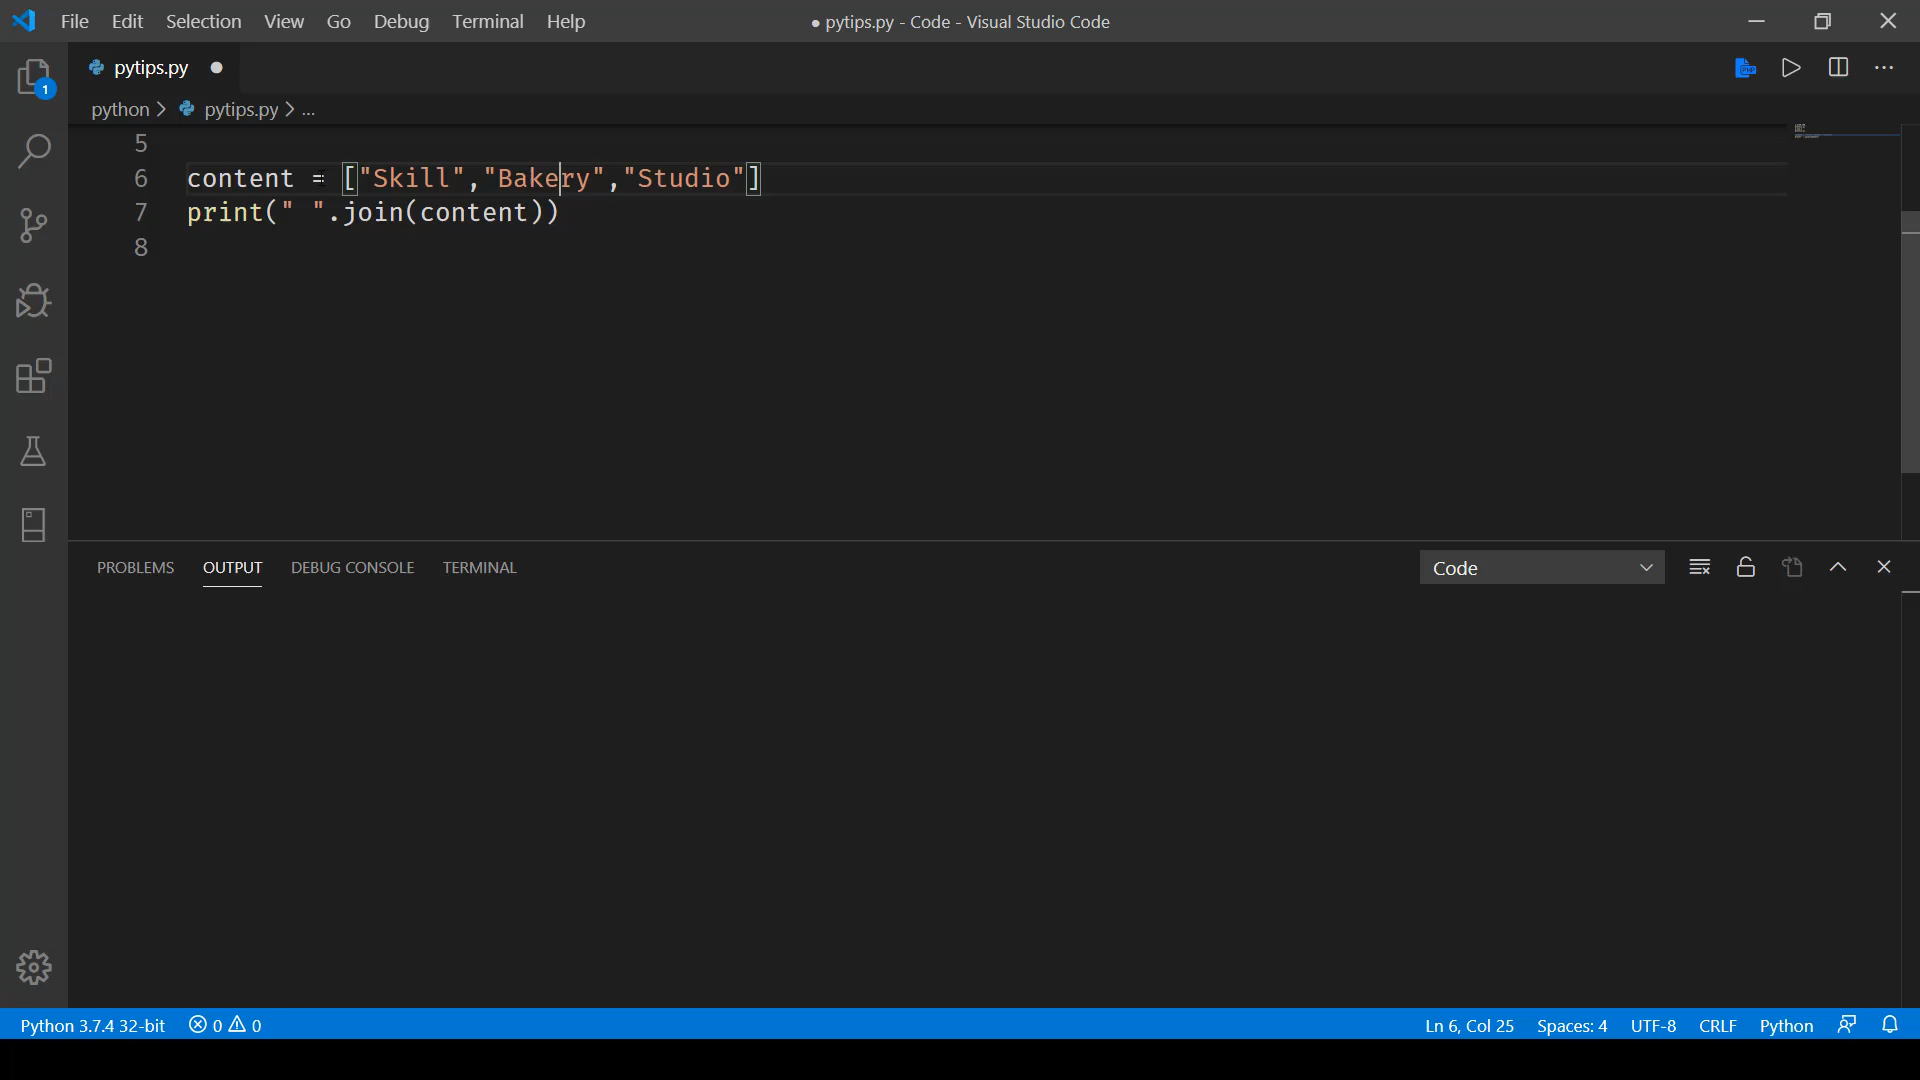 File Edit Selection View Go Debug Terminal Help ● pytips.py - Code - Visual Studio Code
pytips.py
python > pytips.py > ...
1
5
6 content = ["Skill","Bakery","Studio"]
7 print(" ".join(content))
8
PROBLEMS OUTPUT DEBUG CONSOLE TERMINAL Code
Python 3.7.4 32-bit 0 0 Ln 6, Col 25 Spaces: 4 UTF-8 CRLF Python